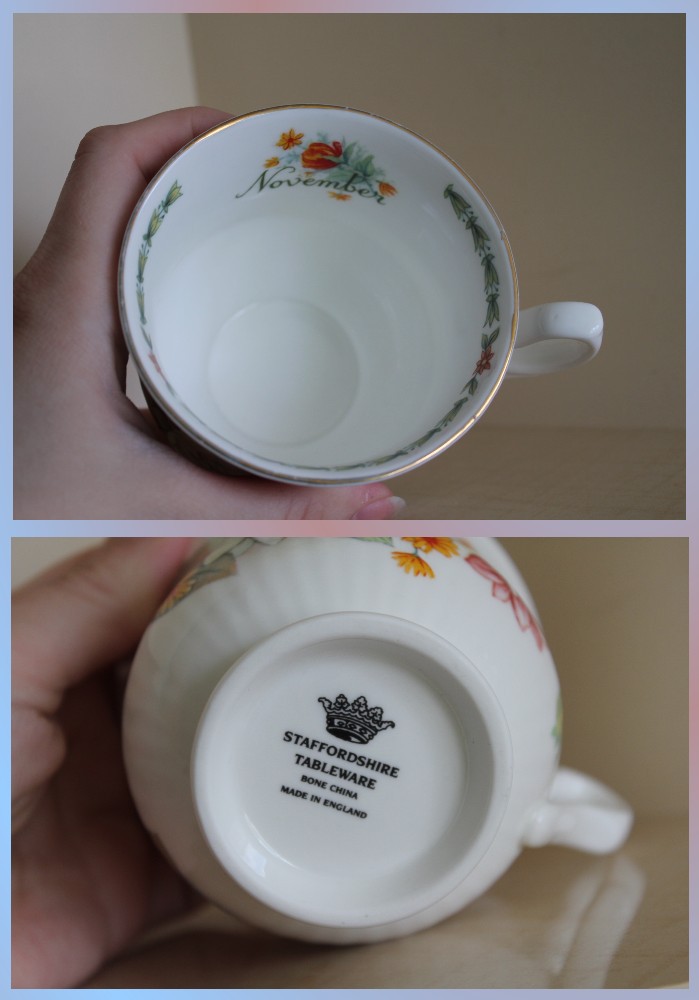 November
STAFFORDSHIRE
TABLEWARE
BONE CHINA
MADE IN ENGLAND